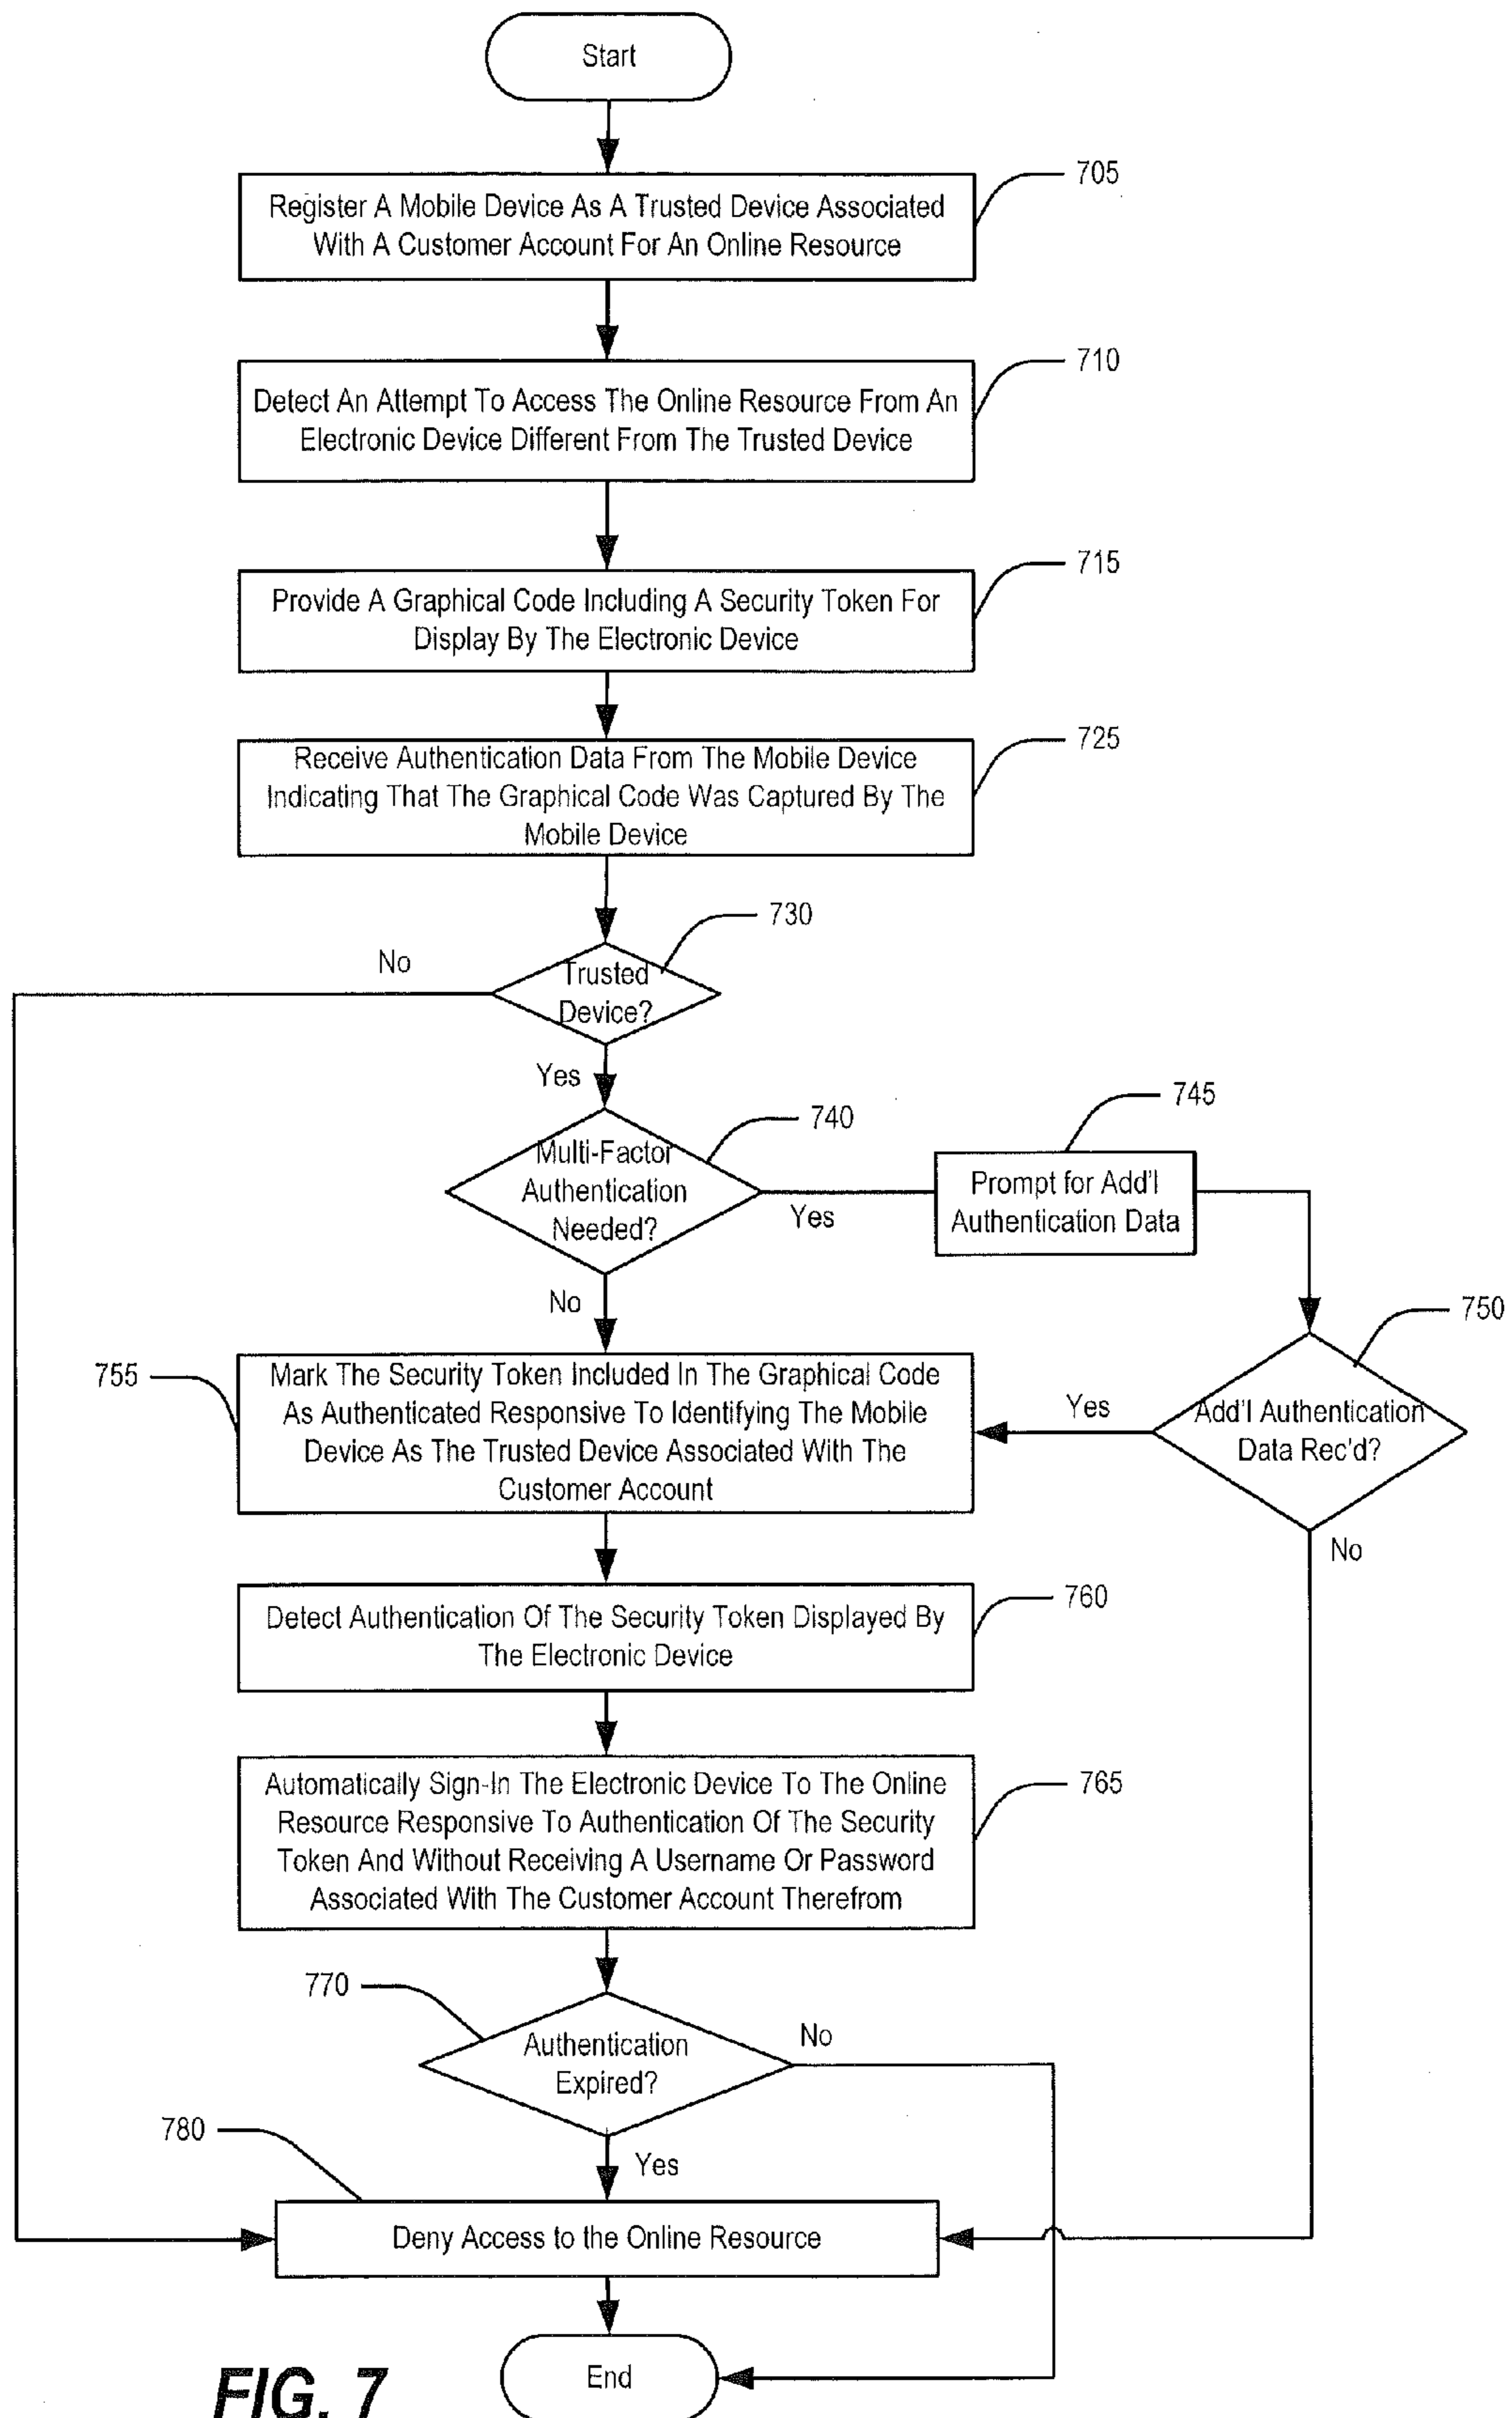 Start
705
Register A Mobile Device As A Trusted Device Associated
With A Customer Account For An Online Resource
710
Detect An Attempt To Access The Online Resource From An
Electronic Device Different From The Trusted Device
715
Provide A Graphical Code Including A Security Token For
Display By The Electronic Device
725
Receive Authentication Data From The Mobile Device
Indicating That The Graphical Code Was Captured By The
Mobile Device
730
No
Trusted
Device?
Yes
740
Multi-Factor
Authentication
Needed?
Yes
745
Prompt for Add'l
Authentication Data
No
750
Add'l Authentication
Data Rec'd?
Yes
No
755
Mark The Security Token Included In The Graphical Code
As Authenticated Responsive To Identifying The Mobile
Device As The Trusted Device Associated With The
Customer Account
760
Detect Authentication Of The Security Token Displayed By
The Electronic Device
765
Automatically Sign-In The Electronic Device To The Online
Resource Responsive To Authentication Of The Security
Token And Without Receiving A Username Or Password
Associated With The Customer Account Therefrom
770
Authentication
Expired?
No
Yes
780
Deny Access to the Online Resource
End
FIG. 7